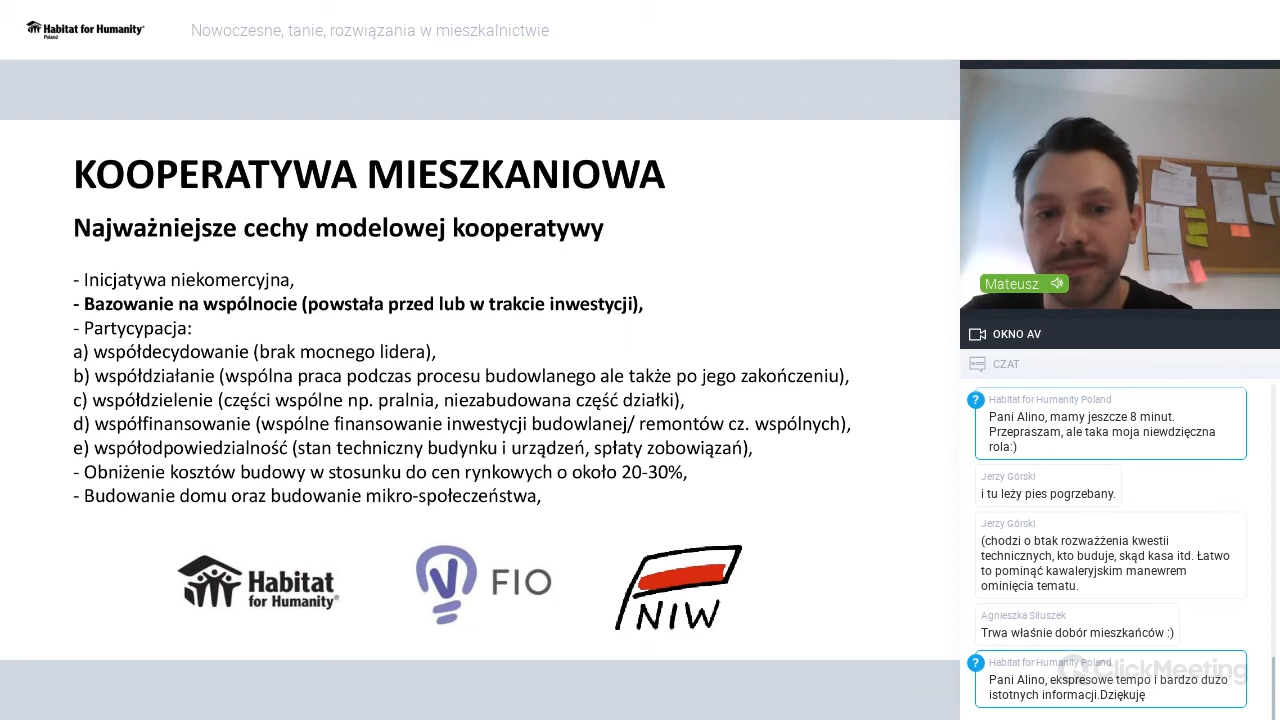 Habitat for Humanity®
Poland
Nowoczesne, tanie, rozwiązania w mieszkalnictwie
KOOPERATYWA MIESZKANIOWA
Najważniejsze cechy modelowej kooperatywy
- Inicjatywa niekomercyjna,
- Bazowanie na wspólnocie (powstała przed lub w trakcie inwestycji),
- Partycypacja:
a) współdecydowanie (brak mocnego lidera),
b) współdziałanie (wspólna praca podczas procesu budowlanego ale także po jego zakończeniu),
c) współdzielenie (części wspólne np. pralnia, niezabudowana część działki),
d) współfinansowanie (wspólne finansowanie inwestycji budowlanej/ remontów cz. wspólnych),
e) współodpowiedzialność (stan techniczny budynku i urządzeń, spłaty zobowiązań),
- Obniżenie kosztów budowy w stosunku do cen rynkowych o około 20-30%,
- Budowanie domu oraz budowanie mikro-społeczeństwa,
Habitat
for Humanity®
FIO
NIW
Mateusz
OKNO AV
CZAT
? Habitat for Humanity Poland
Pani Alino, mamy jeszcze 8 minut.
Przepraszam, ale taka moja niewdzięczna
rola:)
Jerzy Górski
i tu leży pies pogrzebany.
Jerzy Górski
(chodzi o btak rozważżenia kwestii
technicznych, kto buduje, skąd kasa itd. Łatwo
to pominąć kawaleryjskim manewrem
ominięcia tematu.
Agnieszka Siłuszek
Trwa właśnie dobór mieszkańców :)
? Habitat for Humanity Poland
Pani Alino, ekspresowe tempo i bardzo dużo
istotnych informacji.Dziękuję
ClickMeeting